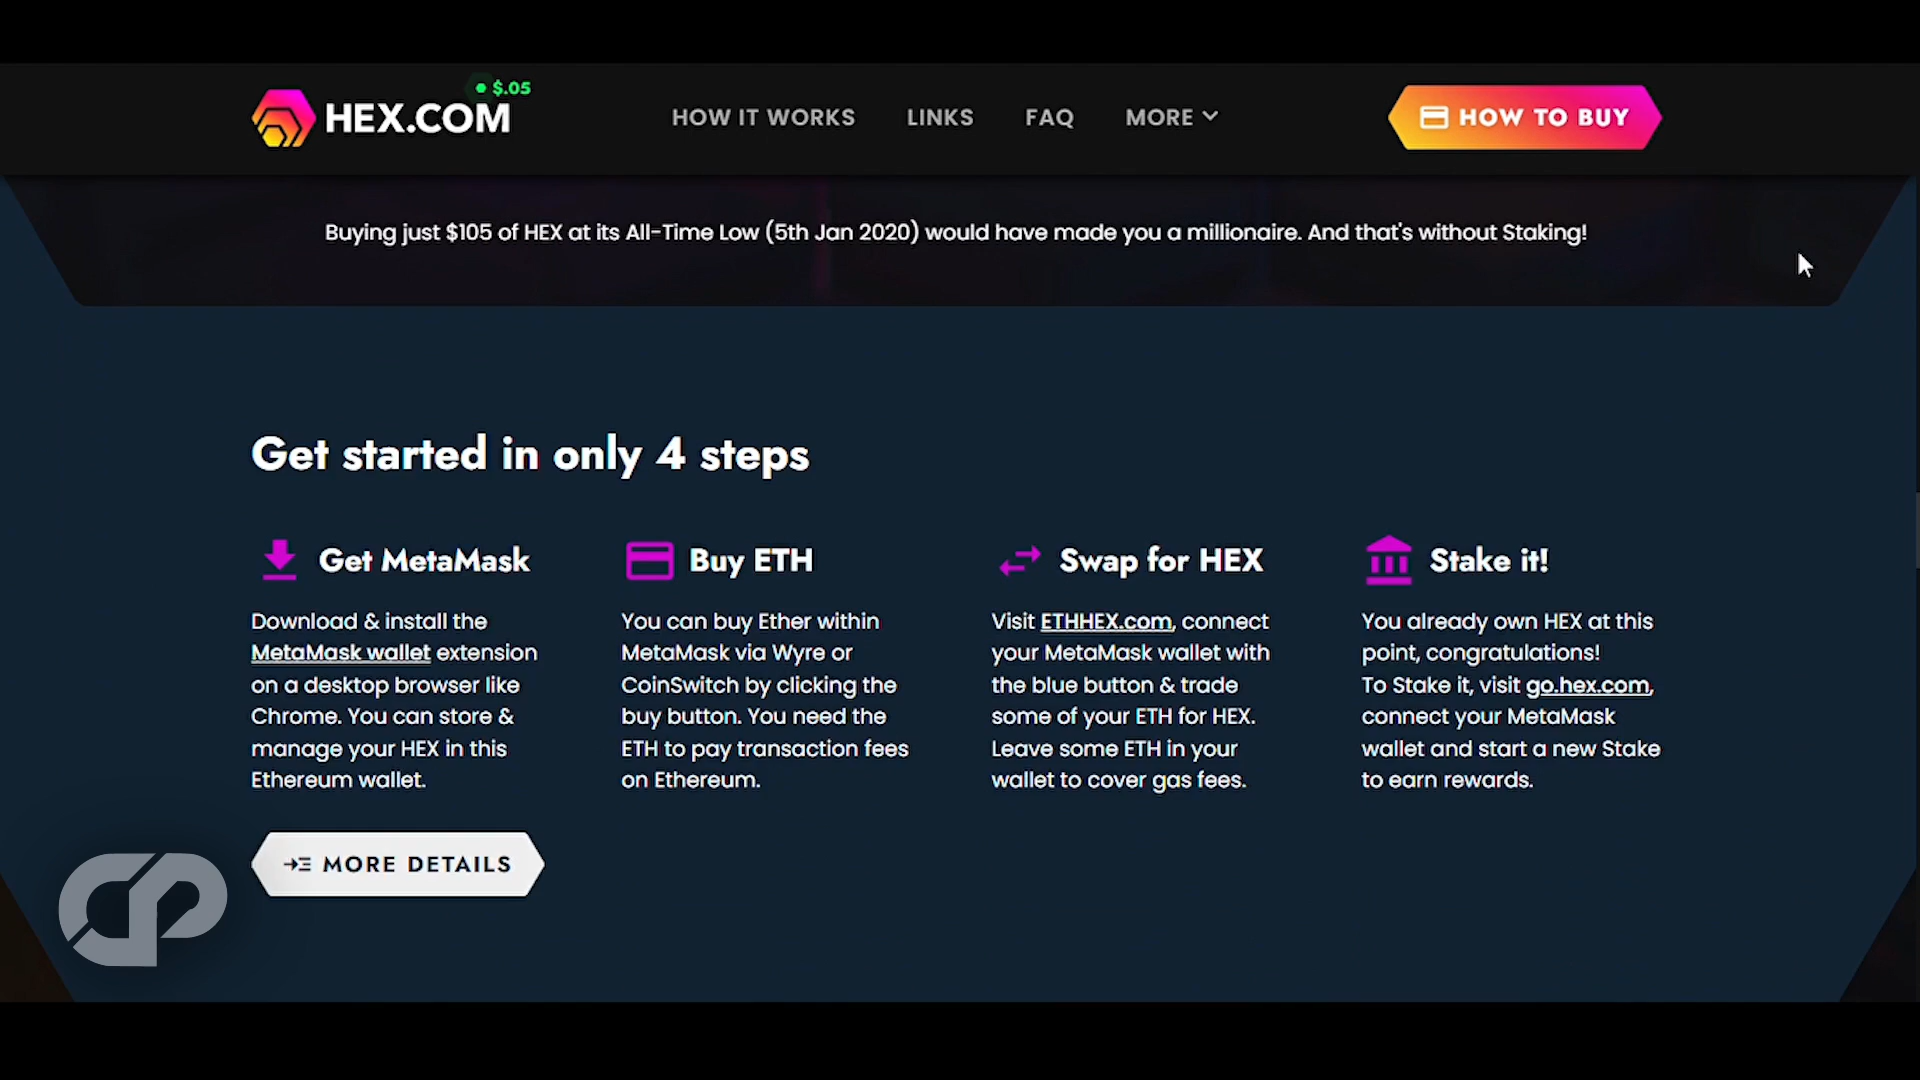 $.05
HEX.COM
HOW IT WORKS
LINKS
FAQ
MORE
HOW TO BUY
Buying just $105 of HEX at its All-Time Low (5th Jan 2020) would have made you a millionaire. And that's without Staking!
Get started in only 4 steps
Get MetaMask
Download & install the
MetaMask wallet extension
on a desktop browser like
Chrome. You can store &
manage your HEX in this
Ethereum wallet.
Buy ETH
You can buy Ether within
MetaMask via Wyre or
CoinSwitch by clicking the
buy button. You need the
ETH to pay transaction fees
on Ethereum.
Swap for HEX
Visit ETHHEX.com, connect
your MetaMask wallet with
the blue button & trade
some of your ETH for HEX.
Leave some ETH in your
wallet to cover gas fees.
Stake it!
You already own HEX at this
point, congratulations!
To Stake it, visit go.hex.com,
connect your MetaMask
wallet and start a new Stake
to earn rewards.
MORE DETAILS